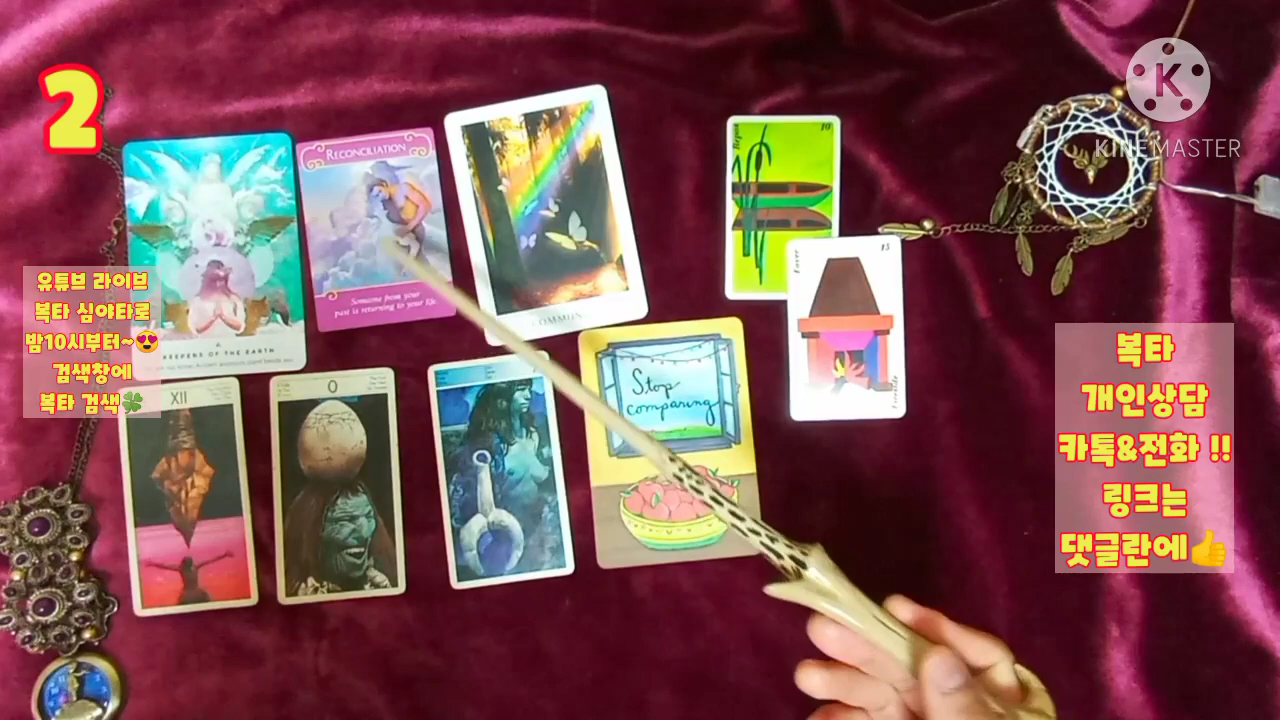 2
K
KINEMASTER
유튜브 라이브
복타 심야타로
밤10시부터~😍
검색창에
복타 검색🍀
복타
개인상담
카톡&전화 !!
링크는
댓글란에👍
RECONCILIATION
Someone from your
past is returning to your life.
KEEPERS OF THE EARTH
COMMUNI
10
15
XII
0
Stop
comparing